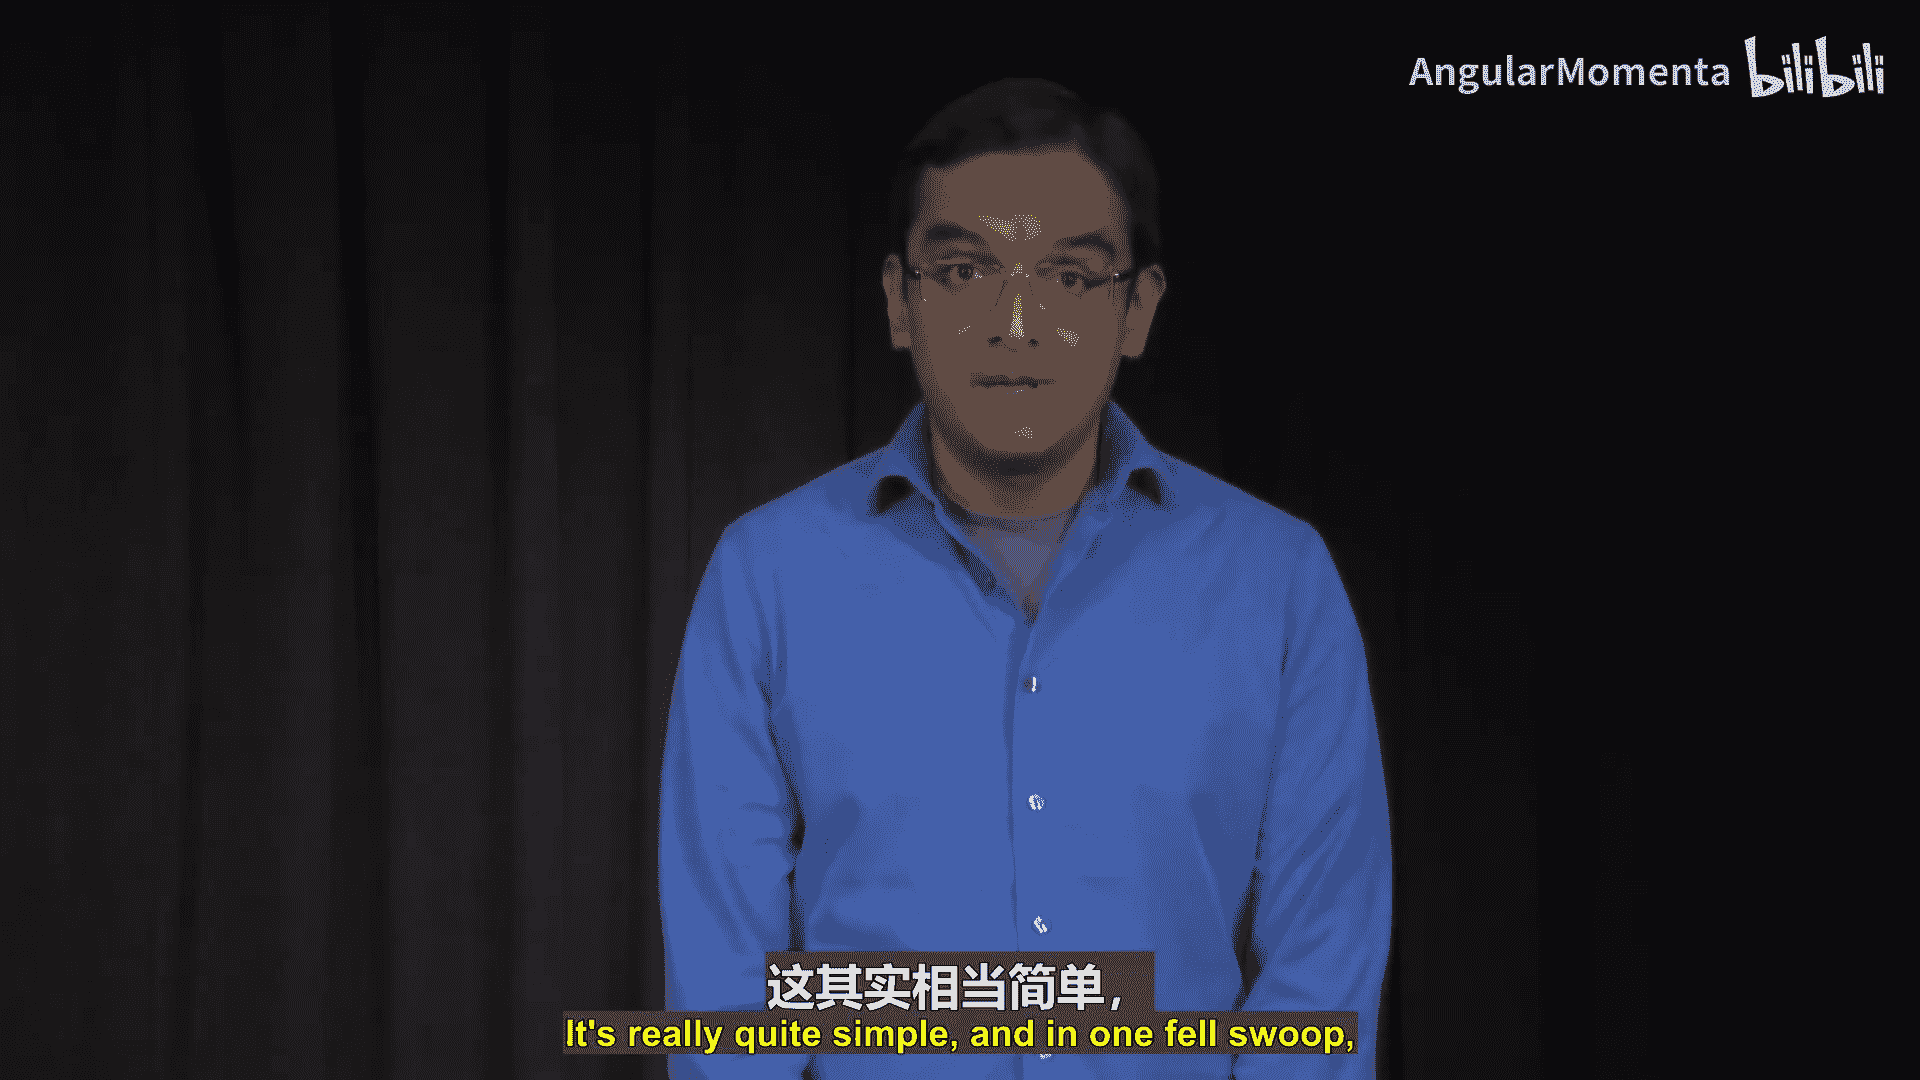 AngularMomenta bilibili
这其实相当简单，
It's really quite simple, and in one fell swoop,